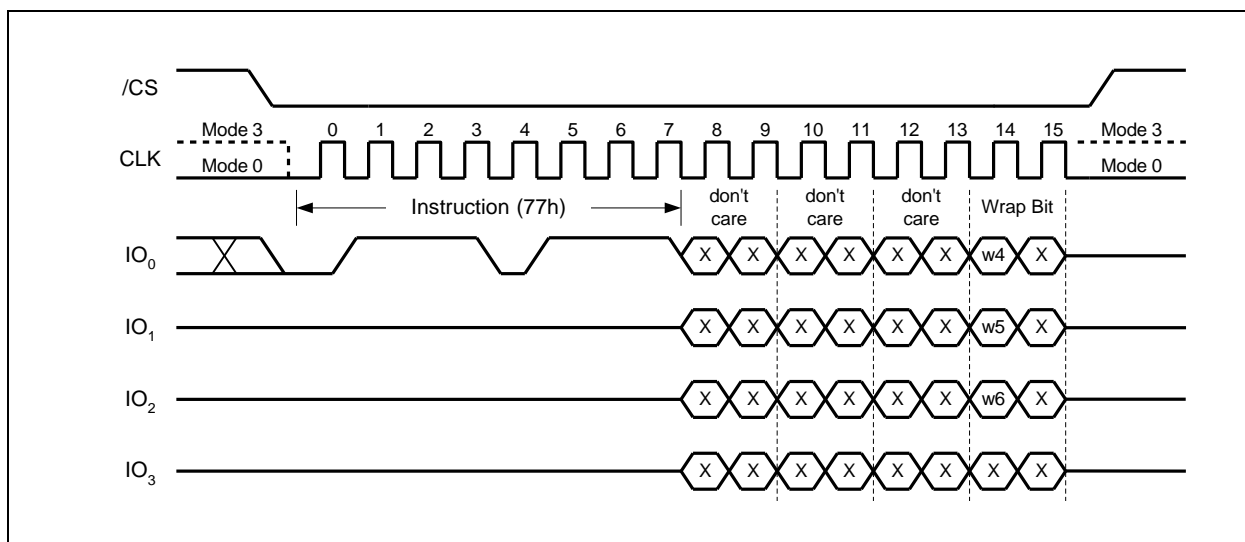 /CS
Mode 3 0 1 2 3 4 5 6 7 8 9 10 11 12 13 14 15 Mode 3
CLK
Mode 0 Mode 0
Instruction (77h) don't care don't care don't care Wrap Bit
IO0 X X X X X X w4 X
IO1 X X X X X X w5 X
IO2 X X X X X X w6 X
IO3 X X X X X X X X